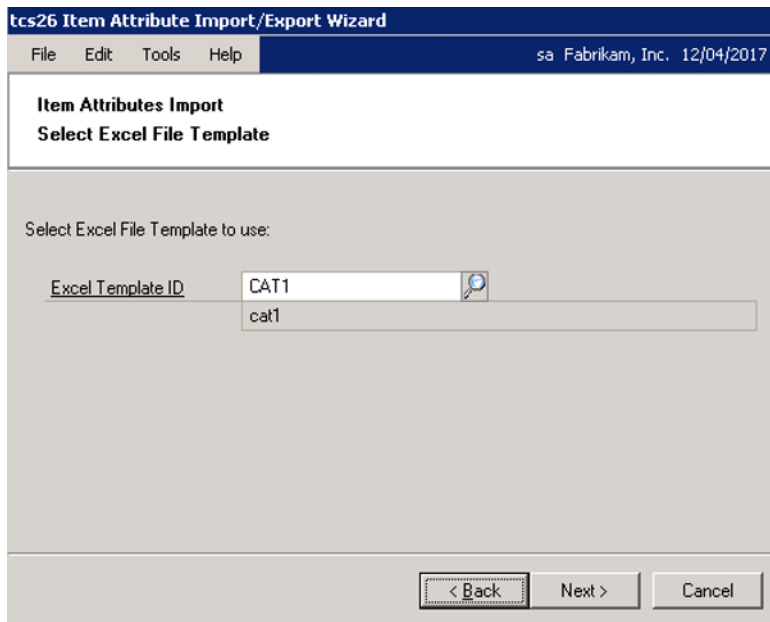 tcs26 Item Attribute Import/Export Wizard
File Edit Tools Help sa Fabrikam, Inc. 12/04/2017
Item Attributes Import
Select Excel File Template
Select Excel File Template to use:
Excel Template ID CAT1
cat1
< Back Next > Cancel